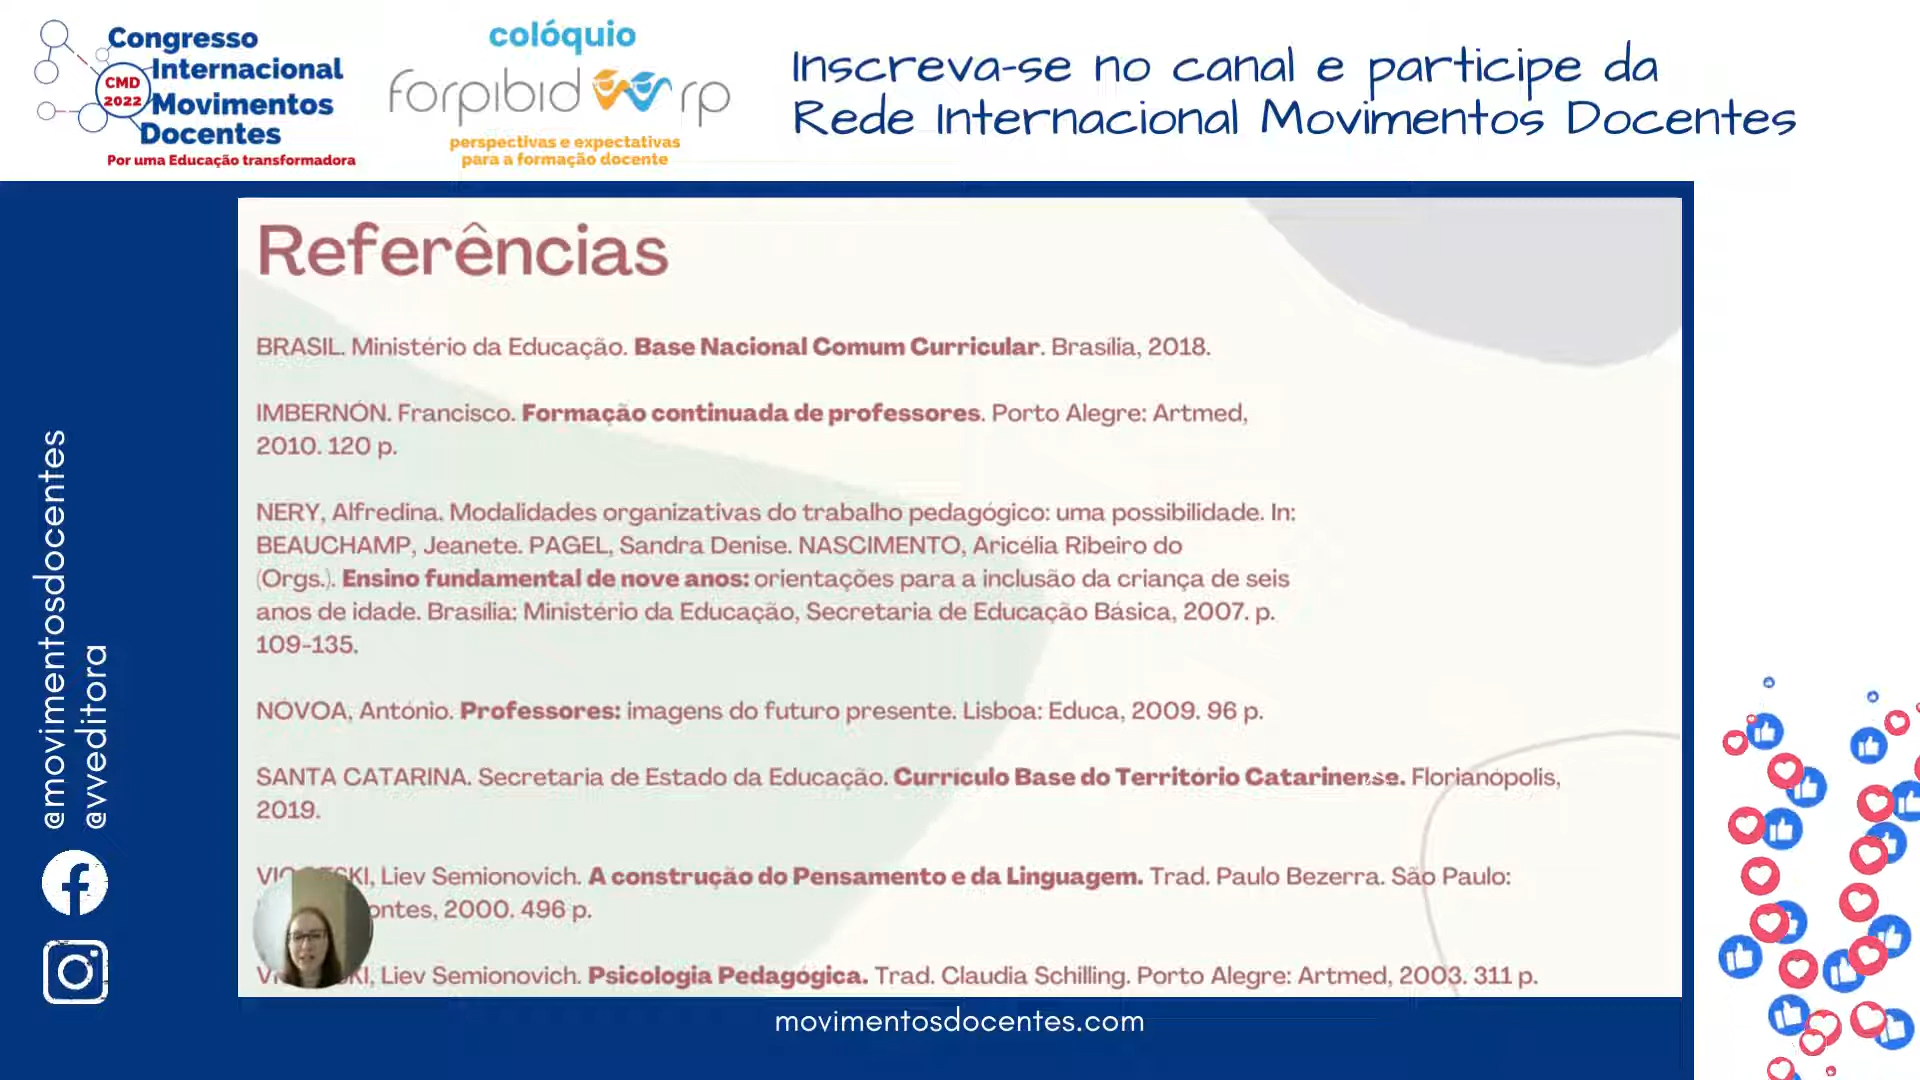 Congresso
Internacional
CMD
2022
Movimentos
Docentes
Por uma Educação transformadora
colóquio
forpibid rp
perspectivas e expectativas
para a formação docente
Inscreva-se no canal e participe da
Rede Internacional Movimentos Docentes
Referências
BRASIL. Ministério da Educação. Base Nacional Comum Curricular. Brasília, 2018.
IMBERNÓN. Francisco. Formação continuada de professores. Porto Alegre: Artmed,
2010. 120 p.
NERY, Alfredina. Modalidades organizativas do trabalho pedagógico: uma possibilidade. In:
BEAUCHAMP, Jeanete. PAGEL, Sandra Denise. NASCIMENTO, Aricélia Ribeiro do
(Orgs.). Ensino fundamental de nove anos: orientações para a inclusão da criança de seis
anos de idade. Brasília: Ministério da Educação, Secretaria de Educação Básica, 2007. p.
109-135.
NÓVOA, António. Professores: imagens do futuro presente. Lisboa: Educa, 2009. 96 p.
SANTA CATARINA. Secretaria de Estado da Educação. Currículo Base do Território Catarinense. Florianópolis,
2019.
Liev Semionovich. A construção do Pensamento e da Linguagem. Trad. Paulo Bezerra. São Paulo:
2000. 496 p.
Liev Semionovich. Psicologia Pedagógica. Trad. Claudia Schilling. Porto Alegre: Artmed, 2003. 311 p.
@movimentosdocentes
@vveditora
movimentosdocentes.com